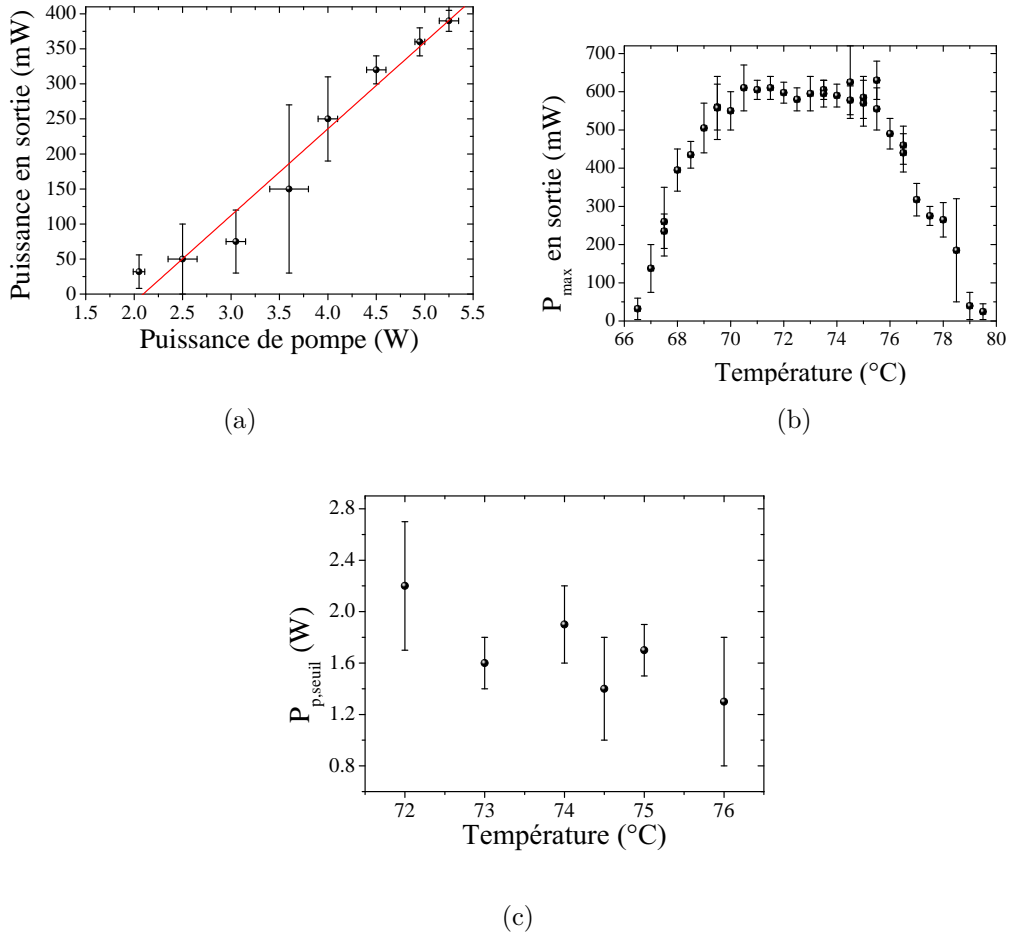 400
350
300
250
200
150
100
50
0
Puissance en sortie (mW)
1.5 2.0 2.5 3.0 3.5 4.0 4.5 5.0 5.5
Puissance de pompe (W)
(a)
700
600
500
400
300
200
100
0
P_max en sortie (mW)
66 68 70 72 74 76 78 80
Température (°C)
(b)
2.8
2.4
2.0
1.6
1.2
0.8
P_p,seuil (W)
72 73 74 75 76
Température (°C)
(c)